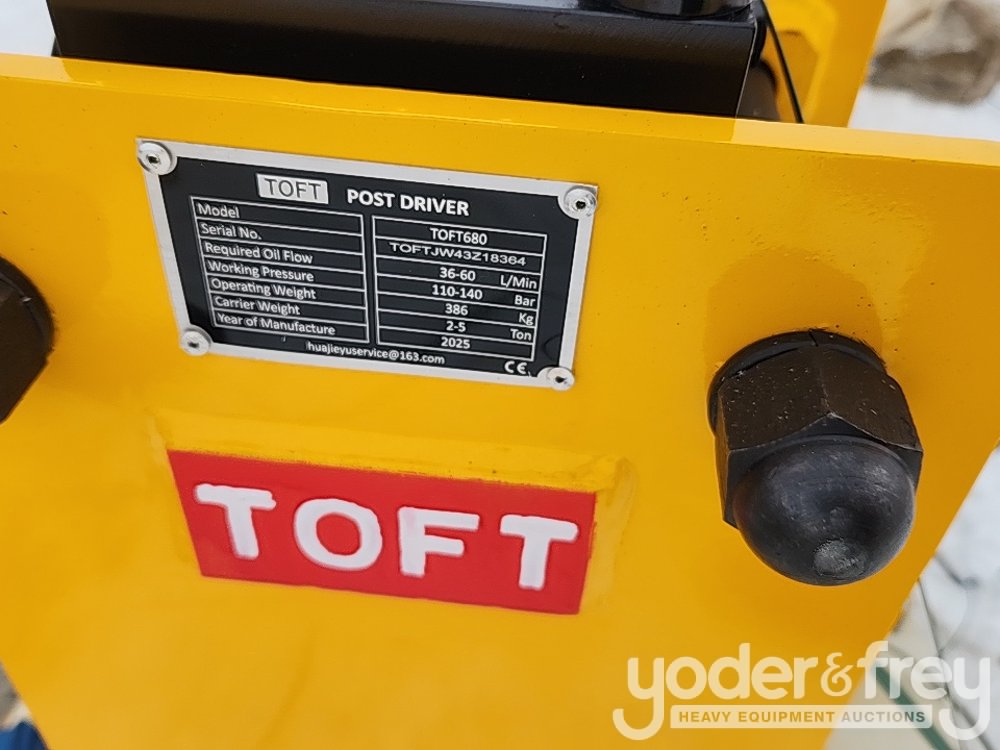 TOFT POST DRIVER
Model TOFT680
Serial No. TOFTJW43Z18364
Required Oil Flow 36-60 L/Min
Working Pressure 110-140 Bar
Operating Weight 386 Kg
Carrier Weight 2-5 Ton
Year of Manufacture 2025
huajieyuservice@163.com CE
TOFT
yoder&frey
HEAVY EQUIPMENT AUCTIONS